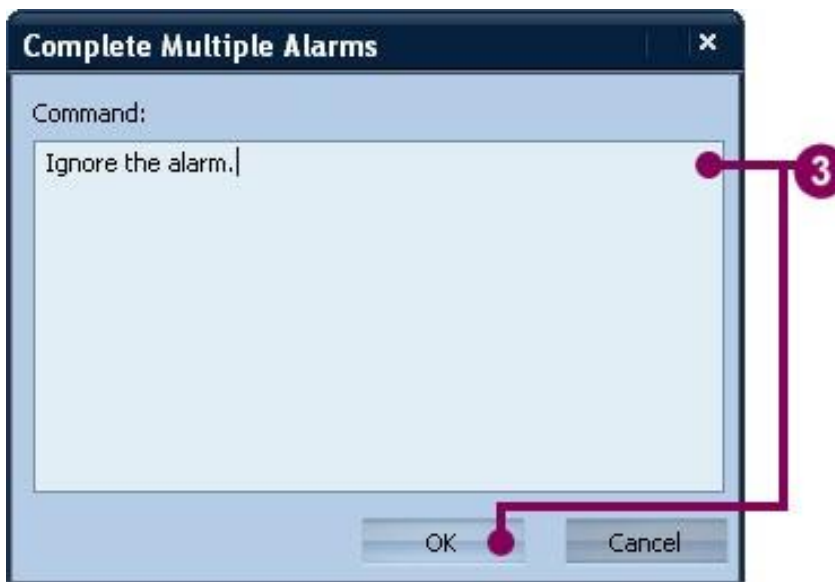 Complete Multiple Alarms
Command:
Ignore the alarm.
3
OK
Cancel